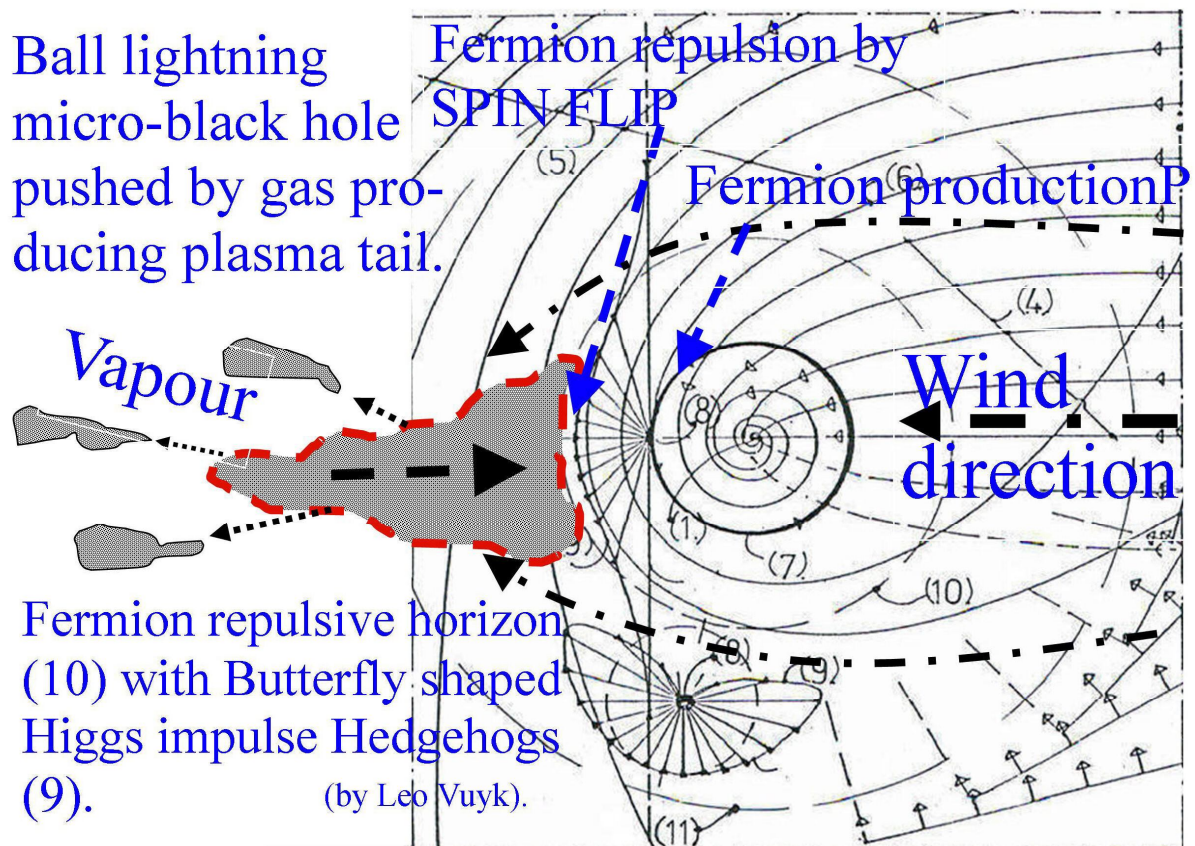 Ball lightning
micro-black hole
pushed by gas pro-
ducing plasma tail.
Fermion repulsion by
SPIN FLIP
(5)
(6)
Fermion productionP
(4)
Vapour
Wind
direction
(8)
(1)
(7)
(10)
Fermion repulsive horizon
(10) with Butterfly shaped
Higgs impulse Hedgehogs
(9).
(by Leo Vuyk).
(8)
(9)
(11)